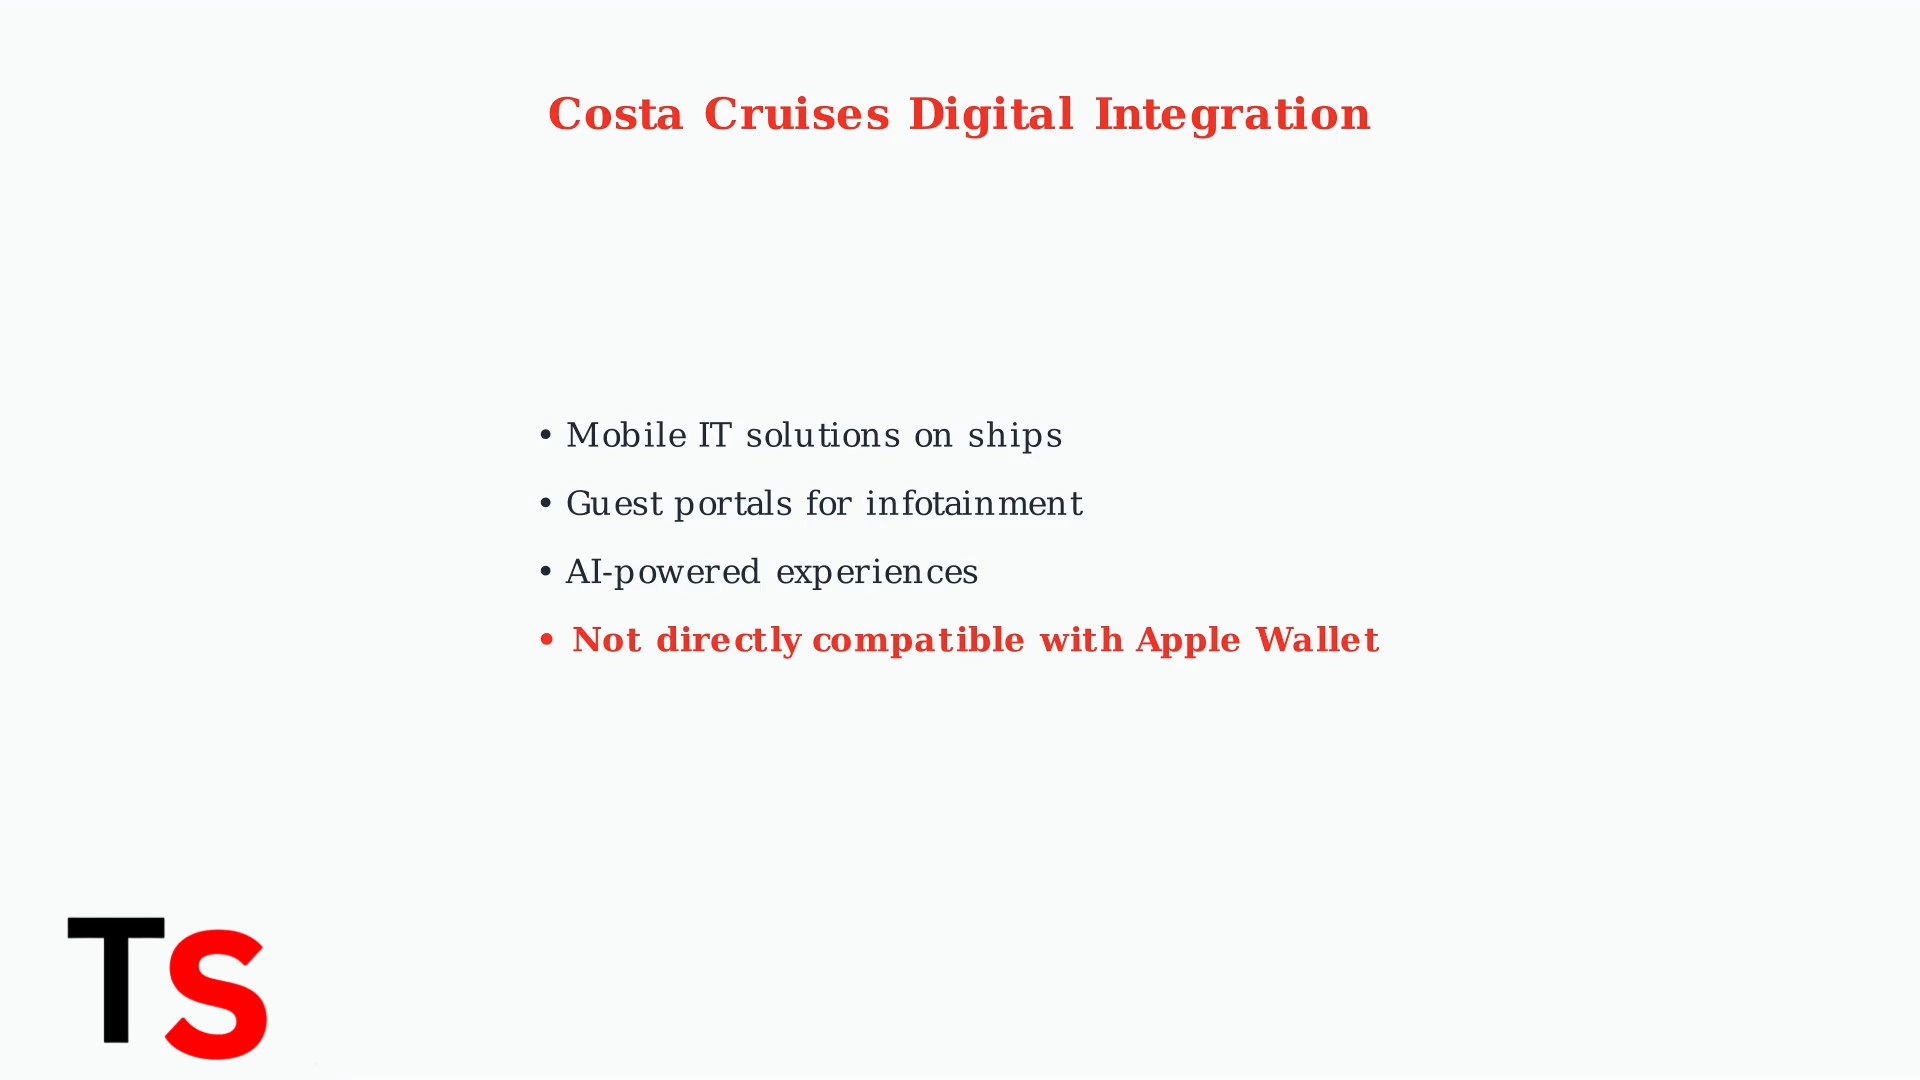 Costa Cruises Digital Integration
• Mobile IT solutions on ships
• Guest portals for infotainment
• AI-powered experiences
• Not directly compatible with Apple Wallet
TS